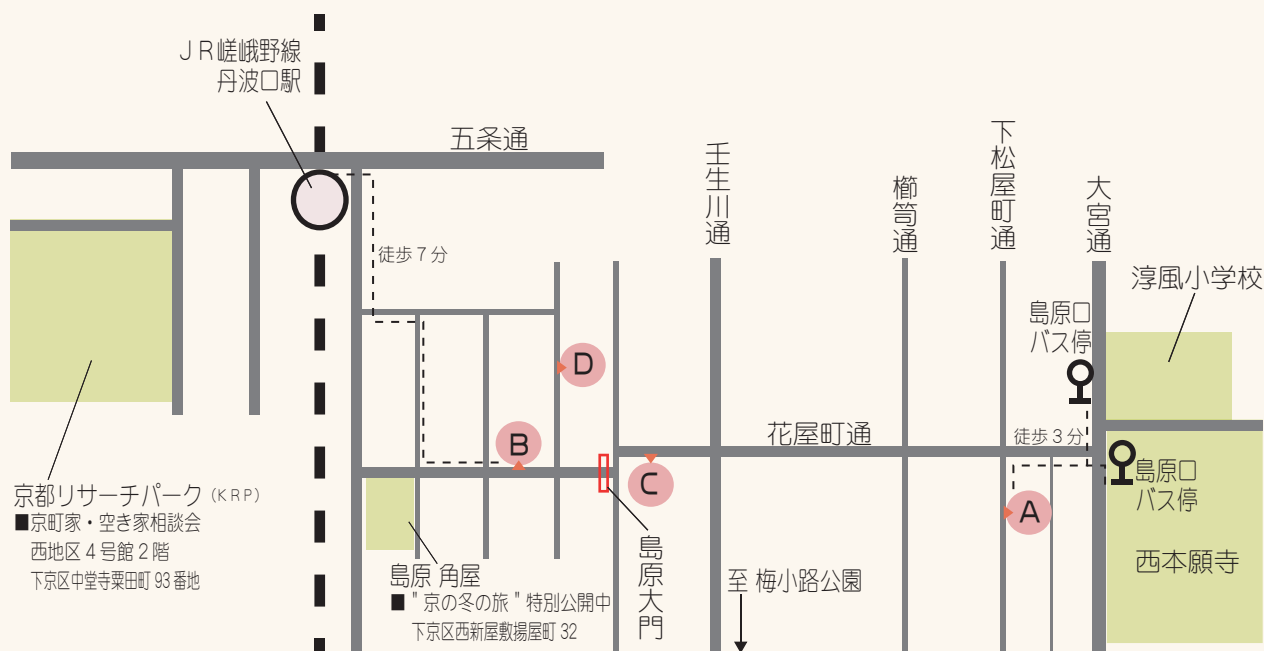 JR嵯峨野線
丹波口駅
五条通
壬生川通
櫛笥通
下松屋町通
大宮通
徒歩7分
淳風小学校
島原口
バス停
D
B
C
A
花屋町通
徒歩3分
島原口
バス停
西本願寺
京都リサーチパーク(KRP)
■京町家・空き家相談会
西地区4号館2階
下京区中堂寺粟田町93番地
島原 角屋
■"京の冬の旅"特別公開中
下京区西新屋敷揚屋町32
島原大門
至 梅小路公園